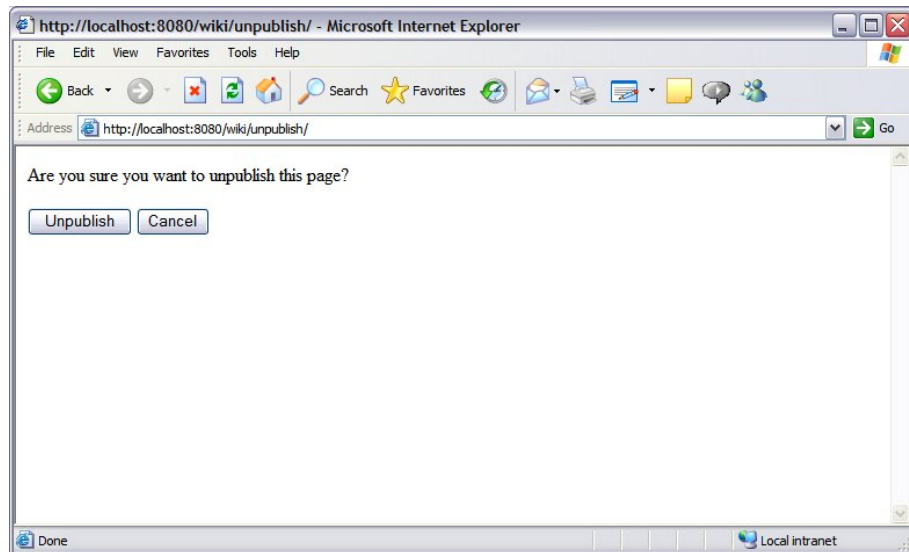 http://localhost:8080/wiki/unpublish/ - Microsoft Internet Explorer
File Edit View Favorites Tools Help
Back Search Favorites
Address http://localhost:8080/wiki/unpublish/ Go
Are you sure you want to unpublish this page?
Unpublish Cancel
Done Local intranet